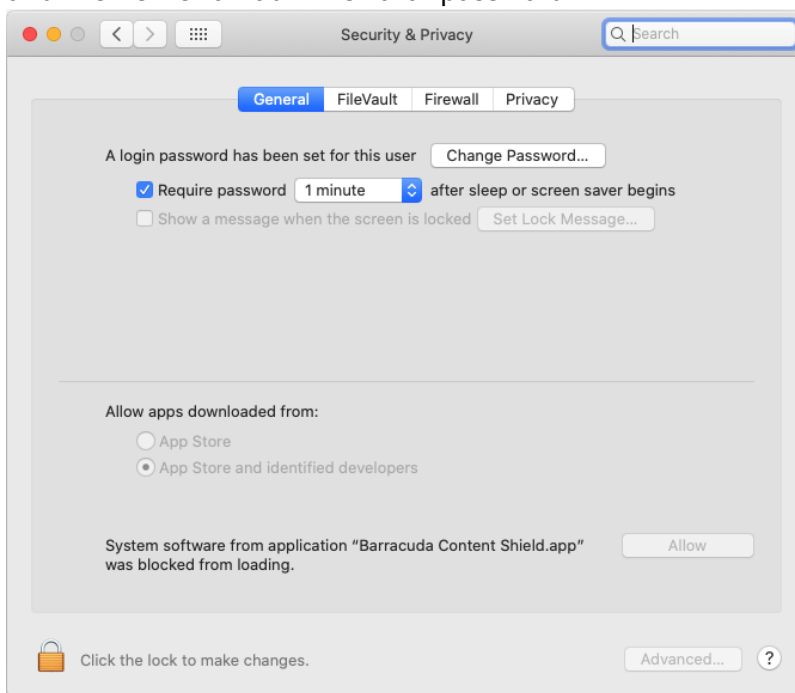 Security & Privacy
Search
General FileVault Firewall Privacy
A login password has been set for this user Change Password...
Require password 1 minute after sleep or screen saver begins
Show a message when the screen is locked Set Lock Message...
Allow apps downloaded from:
App Store
App Store and identified developers
System software from application “Barracuda Content Shield.app” Allow
was blocked from loading.
Click the lock to make changes. Advanced... ?